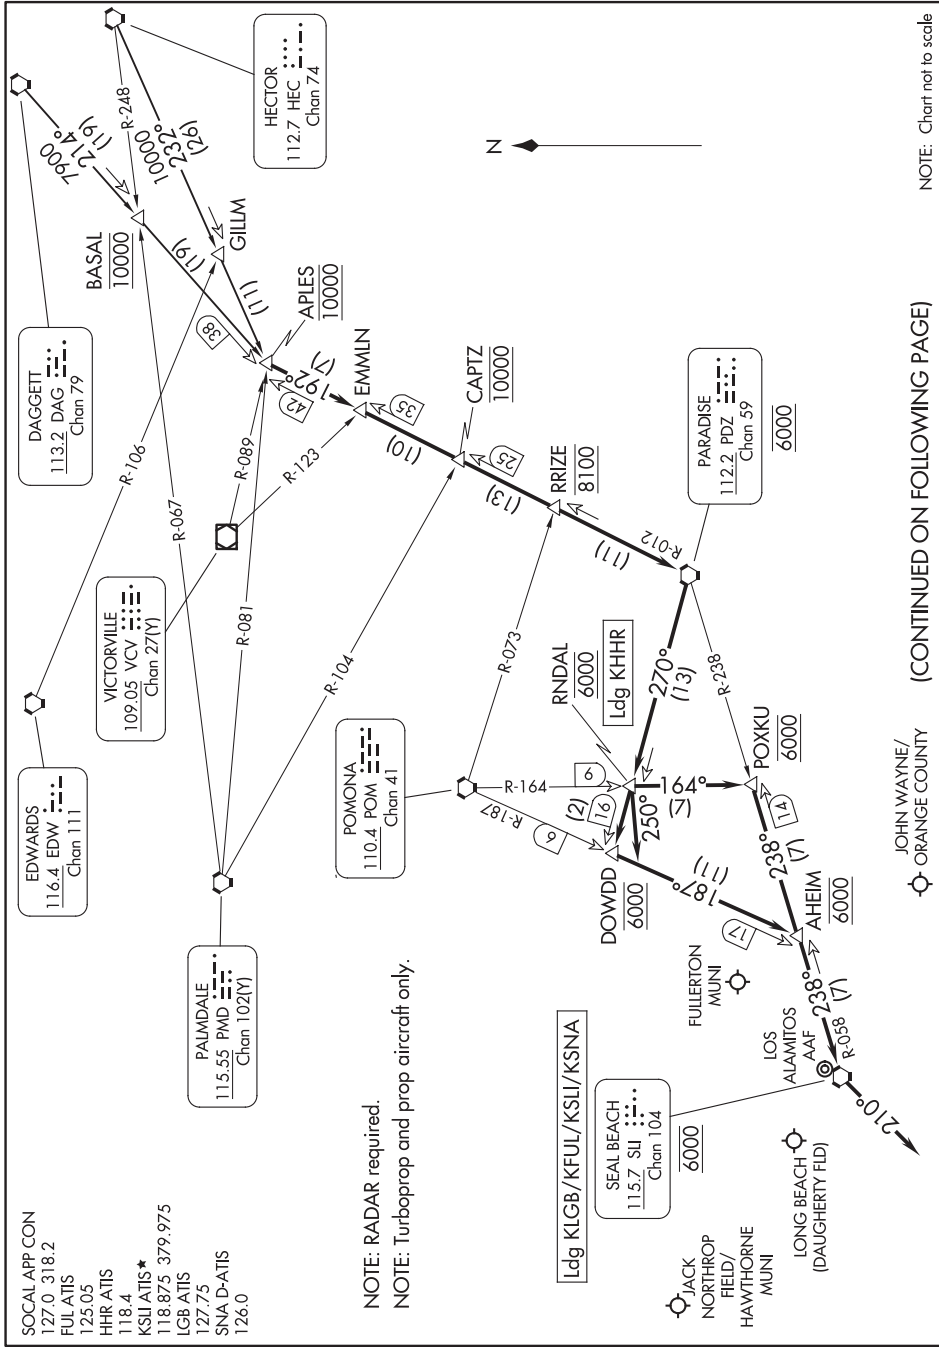 SOCAL APP CON
127.0 318.2
FUL ATIS
125.05
HHR ATIS
118.4
KSLI ATIS★
118.875 379.975
LGB ATIS
127.75
SNA D-ATIS
126.0
NOTE: RADAR required.
NOTE: Turboprop and prop aircraft only.
EDWARDS
116.4 EDW
Chan 111
DAGGETT
113.2 DAG
Chan 79
PALMDALE
115.55 PMD
Chan 102(Y)
VICTORVILLE
109.05 VCV
Chan 27(Y)
HECTOR
112.7 HEC
Chan 74
7900
214°
(19)
R-248
10000
232°
(26)
BASAL
10000
(19)
GILLM
(11)
R-106
R-067
R-089
R-123
R-081
R-104
38
APLES
10000
42
192°
(7)
EMMLN
35
(10)
CAPTZ
10000
25
(13)
RRIZE
8100
(11)
R-012
R-073
POMONA
110.4 POM
Chan 41
PARADISE
112.2 PDZ
Chan 59
6000
N
R-187
9
R-164
9
16
(2)
RNDAL
6000
Ldg KHHR
270°
(13)
250°
164°
(7)
R-238
DOWDD
6000
187°
(11)
17
POXKU
6000
14
238°
(7)
AHEIM
6000
238°
(7)
R-058
FULLERTON
MUNI
LOS
ALAMITOS
AAF
Ldg KLGB/KFUL/KSLI/KSNA
SEAL BEACH
115.7 SLI
Chan 104
6000
210°
JACK
NORTHROP
FIELD/
HAWTHORNE
MUNI
LONG BEACH
(DAUGHERTY FLD)
JOHN WAYNE/
ORANGE COUNTY
(CONTINUED ON FOLLOWING PAGE)
NOTE: Chart not to scale